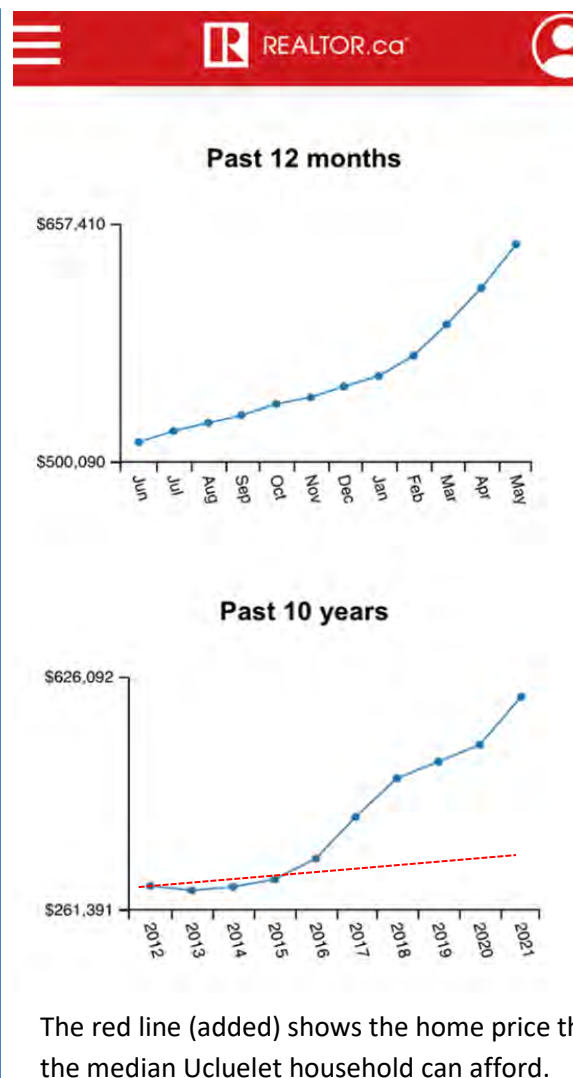 REALTOR.ca
Past 12 months
$657,410
$500,090
Jun Jul Aug Sep Oct Nov Dec Jan Feb Mar Apr May
Past 10 years
$626,092
$261,391
2012 2013 2014 2015 2016 2017 2018 2019 2020 2021
The red line (added) shows the home price th
the median Ucluelet household can afford.